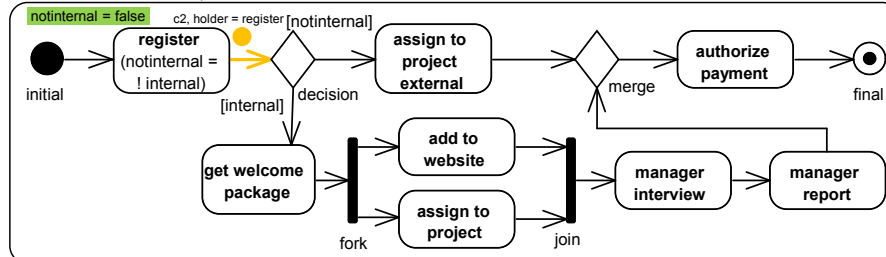 notinternal = false
c2, holder = register
[notinternal]
register
(notinternal =
! internal)
assign to
project
external
authorize
payment
initial
[internal]
decision
merge
final
get welcome
package
add to
website
assign to
project
manager
interview
manager
report
fork
join